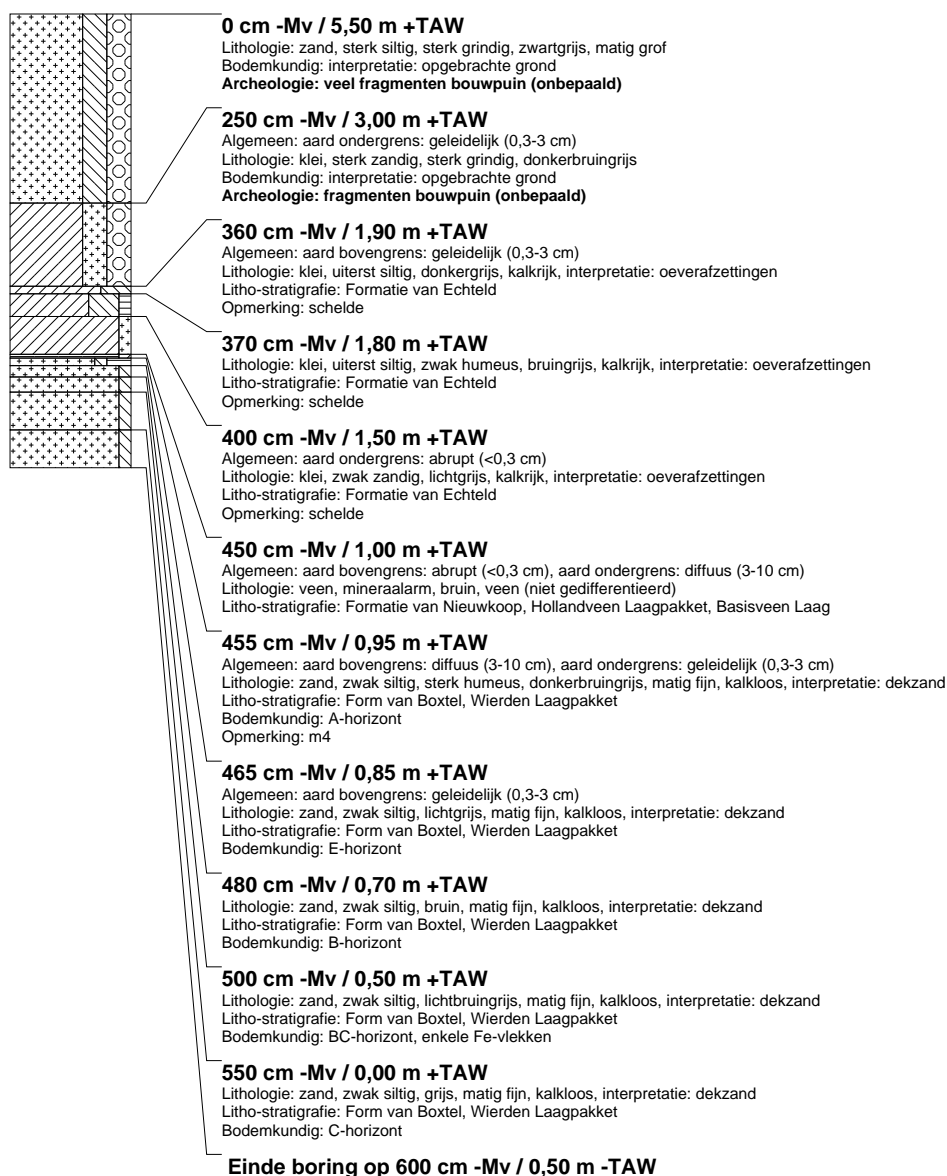 0 cm -Mv / 5,50 m +TAW
Lithologie: zand, sterk siltig, sterk grindig, zwartgrijs, matig grof
Bodemkundig: interpretatie: opgebrachte grond
Archeologie: veel fragmenten bouwpuin (onbepaald)
250 cm -Mv / 3,00 m +TAW
Algemeen: aard ondergrens: geleidelijk (0,3-3 cm)
Lithologie: klei, sterk zandig, sterk grindig, donkerbruingrijs
Bodemkundig: interpretatie: opgebrachte grond
Archeologie: fragmenten bouwpuin (onbepaald)
360 cm -Mv / 1,90 m +TAW
Algemeen: aard bovengrens: geleidelijk (0,3-3 cm)
Lithologie: klei, uiterst siltig, donkergrijs, kalkrijk, interpretatie: oeverafzettingen
Litho-stratigrafie: Formatie van Echteld
Opmerking: schelde
370 cm -Mv / 1,80 m +TAW
Lithologie: klei, uiterst siltig, zwak humeus, bruingrijs, kalkrijk, interpretatie: oeverafzettingen
Litho-stratigrafie: Formatie van Echteld
Opmerking: schelde
400 cm -Mv / 1,50 m +TAW
Algemeen: aard ondergrens: abrupt (<0,3 cm)
Lithologie: klei, zwak zandig, lichtgrijs, kalkrijk, interpretatie: oeverafzettingen
Litho-stratigrafie: Formatie van Echteld
Opmerking: schelde
450 cm -Mv / 1,00 m +TAW
Algemeen: aard bovengrens: abrupt (<0,3 cm), aard ondergrens: diffuus (3-10 cm)
Lithologie: veen, mineraalarm, bruin, veen (niet gedifferentieerd)
Litho-stratigrafie: Formatie van Nieuwkoop, Hollandveen Laagpakket, Basisveen Laag
455 cm -Mv / 0,95 m +TAW
Algemeen: aard bovengrens: diffuus (3-10 cm), aard ondergrens: geleidelijk (0,3-3 cm)
Lithologie: zand, zwak siltig, sterk humeus, donkerbruingrijs, matig fijn, kalkloos, interpretatie: dekzand
Litho-stratigrafie: Form van Boxtel, Wierden Laagpakket
Bodemkundig: A-horizont
Opmerking: m4
465 cm -Mv / 0,85 m +TAW
Algemeen: aard bovengrens: geleidelijk (0,3-3 cm)
Lithologie: zand, zwak siltig, lichtgrijs, matig fijn, kalkloos, interpretatie: dekzand
Litho-stratigrafie: Form van Boxtel, Wierden Laagpakket
Bodemkundig: E-horizont
480 cm -Mv / 0,70 m +TAW
Lithologie: zand, zwak siltig, bruin, matig fijn, kalkloos, interpretatie: dekzand
Litho-stratigrafie: Form van Boxtel, Wierden Laagpakket
Bodemkundig: B-horizont
500 cm -Mv / 0,50 m +TAW
Lithologie: zand, zwak siltig, lichtbruingrijs, matig fijn, kalkloos, interpretatie: dekzand
Litho-stratigrafie: Form van Boxtel, Wierden Laagpakket
Bodemkundig: BC-horizont, enkele Fe-vlekken
550 cm -Mv / 0,00 m +TAW
Lithologie: zand, zwak siltig, grijs, matig fijn, kalkloos, interpretatie: dekzand
Litho-stratigrafie: Form van Boxtel, Wierden Laagpakket
Bodemkundig: C-horizont
Einde boring op 600 cm -Mv / 0,50 m -TAW